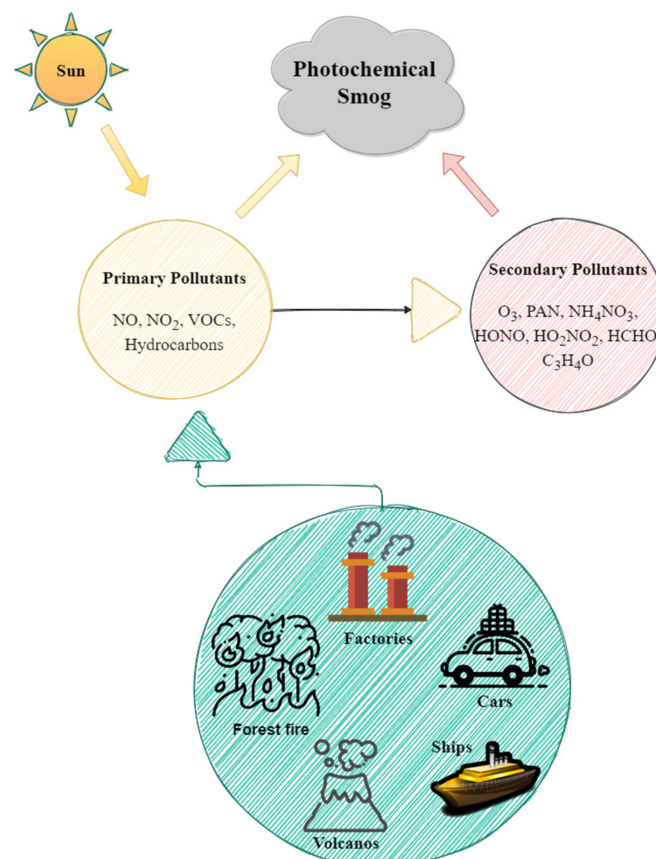 Sun
Photochemical
Smog
Primary Pollutants
NO, NO₂, VOCs,
Hydrocarbons
Secondary Pollutants
O₃, PAN, NH₄NO₃,
HONO, HO₂NO₂, HCHO
C₃H₄O
Factories
Forest fire
Cars
Ships
Volcanos